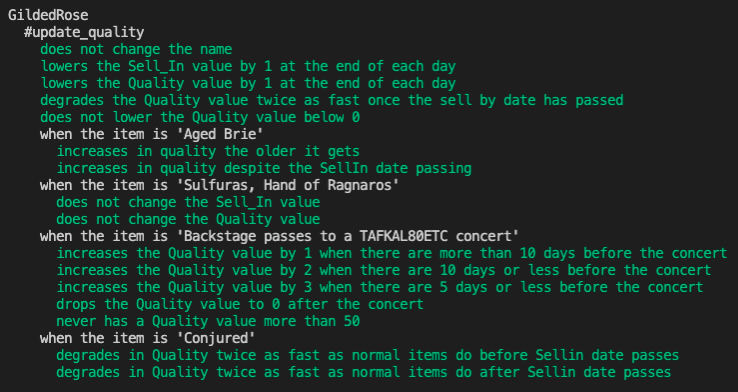 GildedRose
#update_quality
does not change the name
lowers the Sell_In value by 1 at the end of each day
lowers the Quality value by 1 at the end of each day
degrades the Quality value twice as fast once the sell by date has passed
does not lower the Quality value below 0
when the item is 'Aged Brie'
increases in quality the older it gets
increases in quality despite the SellIn date passing
when the item is 'Sulfuras, Hand of Ragnaros'
does not change the Sell_In value
does not change the Quality value
when the item is 'Backstage passes to a TAFKAL80ETC concert'
increases the Quality value by 1 when there are more than 10 days before the concert
increases the Quality value by 2 when there are 10 days or less before the concert
increases the Quality value by 3 when there are 5 days or less before the concert
drops the Quality value to 0 after the concert
never has a Quality value more than 50
when the item is 'Conjured'
degrades in Quality twice as fast as normal items do before Sellin date passes
degrades in Quality twice as fast as normal items do after Sellin date passes